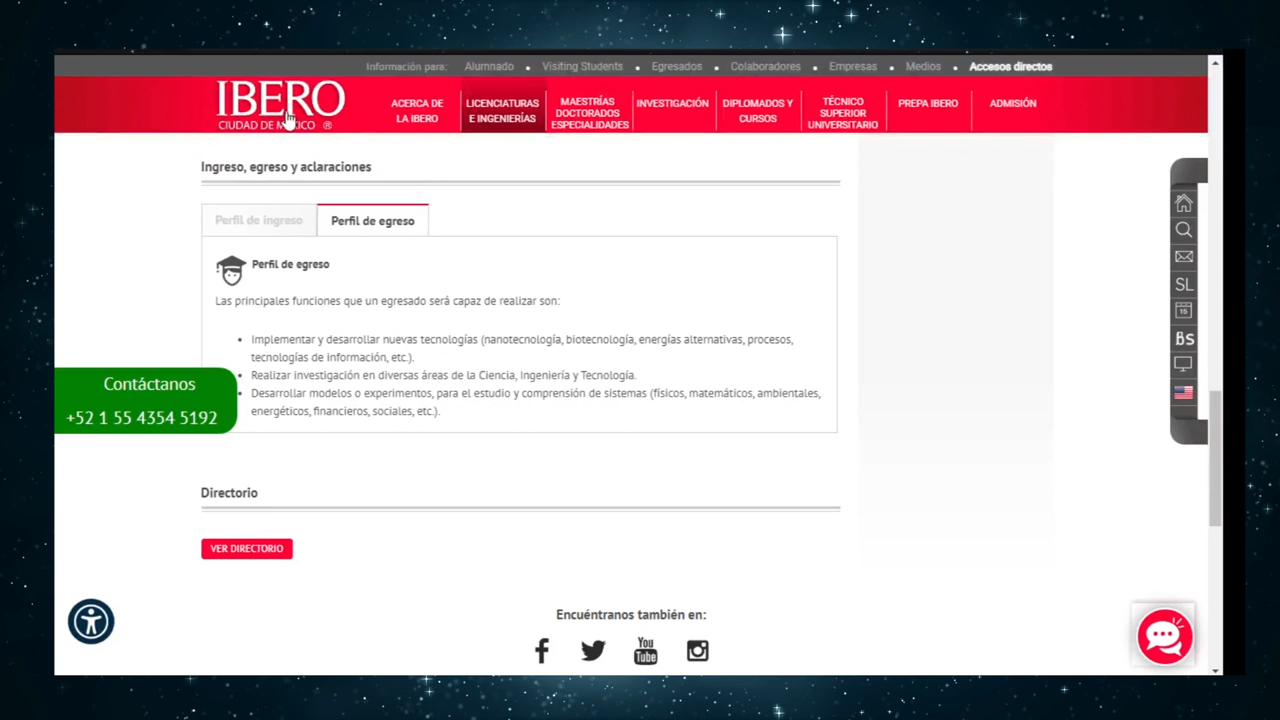 Información para: Alumnado • Visiting Students • Egresados • Colaboradores • Empresas • Medios • Accesos directos
IBERO
CIUDAD DE MÉXICO ®
ACERCA DE
LA IBERO
LICENCIATURAS
E INGENIERÍAS
MAESTRÍAS
DOCTORADOS
ESPECIALIDADES
INVESTIGACIÓN
DIPLOMADOS Y
CURSOS
TÉCNICO
SUPERIOR
UNIVERSITARIO
PREPA IBERO
ADMISIÓN
Ingreso, egreso y aclaraciones
Perfil de ingreso
Perfil de egreso
Perfil de egreso
Las principales funciones que un egresado será capaz de realizar son:
• Implementar y desarrollar nuevas tecnologías (nanotecnología, biotecnología, energías alternativas, procesos,
tecnologías de información, etc.).
• Realizar investigación en diversas áreas de la Ciencia, Ingeniería y Tecnología.
• Desarrollar modelos o experimentos, para el estudio y comprensión de sistemas (físicos, matemáticos, ambientales,
energéticos, financieros, sociales, etc.).
Contáctanos
+52 1 55 4354 5192
SL
15
BS
Directorio
VER DIRECTORIO
Encuéntranos también en:
You
Tube